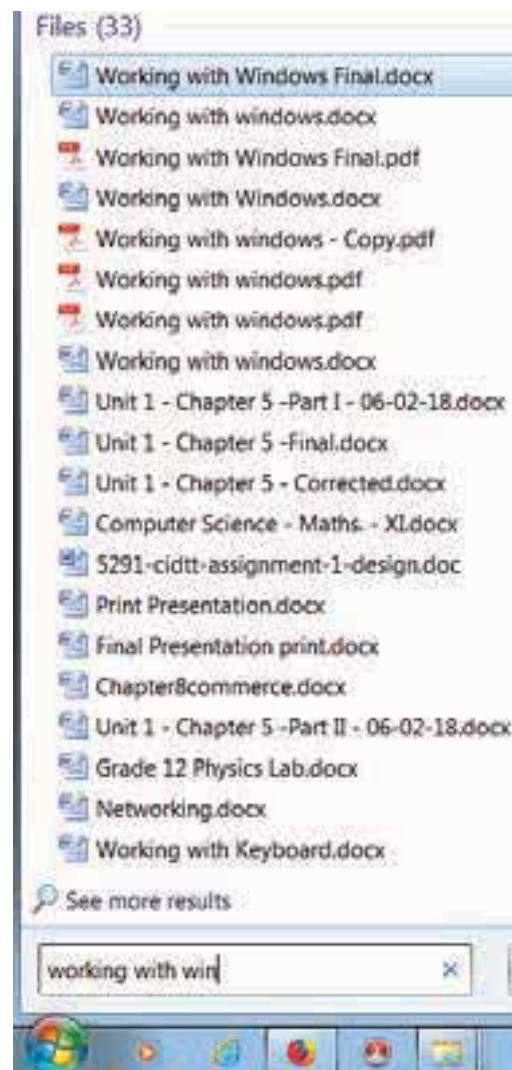 Files (33)
Working with Windows Final.docx
Working with windows.docx
Working with Windows Final.pdf
Working with Windows.docx
Working with windows - Copy.pdf
Working with windows.pdf
Working with windows.pdf
Working with windows.docx
Unit 1 - Chapter 5 -Part I - 06-02-18.docx
Unit 1 - Chapter 5 -Final.docx
Unit 1 - Chapter 5 - Corrected.docx
Computer Science - Maths. - XI.docx
5291-cidtt-assignment-1-design.doc
Print Presentation.docx
Final Presentation print.docx
Chapter8commerce.docx
Unit 1 - Chapter 5 -Part II - 06-02-18.docx
Grade 12 Physics Lab.docx
Networking.docx
Working with Keyboard.docx
See more results
working with win